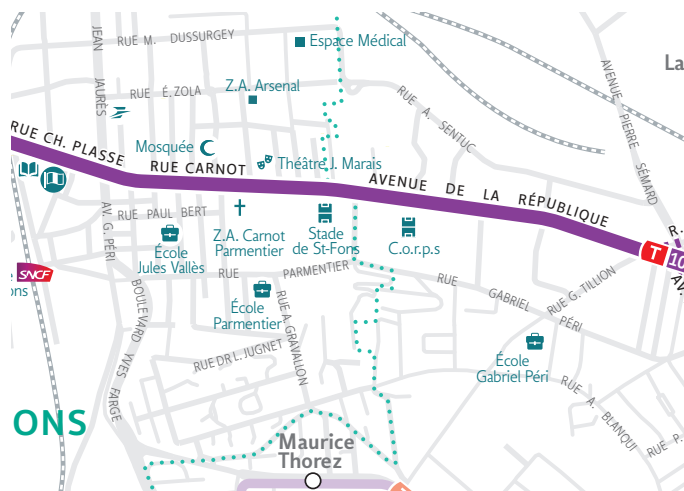 RUE M. DUSSURGEY
Espace Médical
JEAN JAURÈS
La
AVENUE PIERRE SÉMARD
RUE É. ZOLA
Z.A. Arsenal
RUE A. SENTUC
RUE CH. PLASSE
Mosquée
RUE CARNOT
Théâtre J. Marais
AVENUE DE LA RÉPUBLIQUE
RUE PAUL BERT
AV. G. PÉRI
École
Jules Vallès
Z.A. Carnot
Parmentier
Stade
de St-Fons
C.o.r.p.s
R.
T
10
AV.
SNCF
ons
RUE PARMENTIER
RUE GABRIEL PÉRI
RUE G. TILLION
BOULEVARD YVES FARGE
École
Parmentier
RUE A. GRAVALLON
RUE DR L. JUGNET
École
Gabriel Péri
RUE A. BLANQUI
RUE P.
ONS
Maurice
Thorez